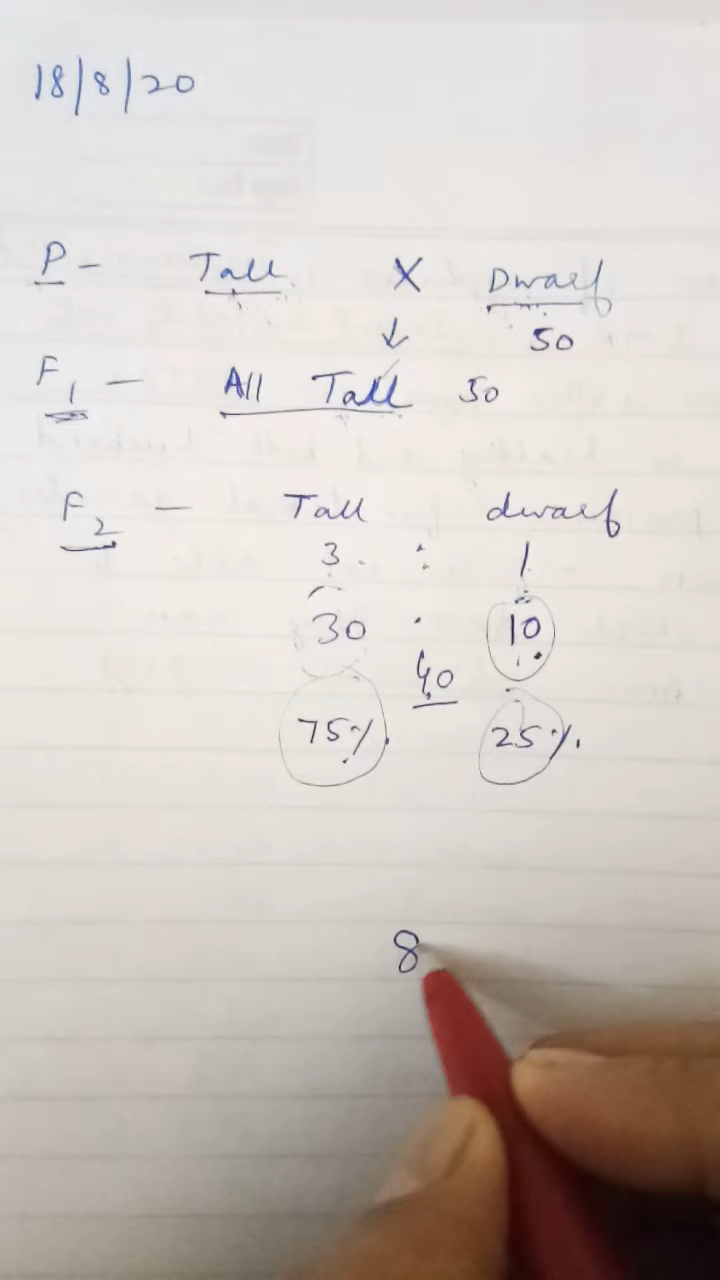 18/8/20
P - Tall X Dwarf
↓ 50
F1 - All Tall 50
F2 - Tall dwarf
3 : 1
30 : 10
40
75% 25%
8